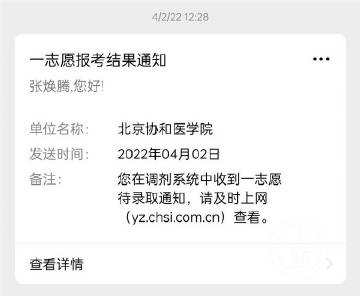 4/2/22 12:28
一志愿报考结果通知
张焕腾,您好!
单位名称： 北京协和医学院
发送时间： 2022年04月02日
备注： 您在调剂系统中收到一志愿
待录取通知，请及时上网
（yz.chsi.com.cn）查看。
查看详情